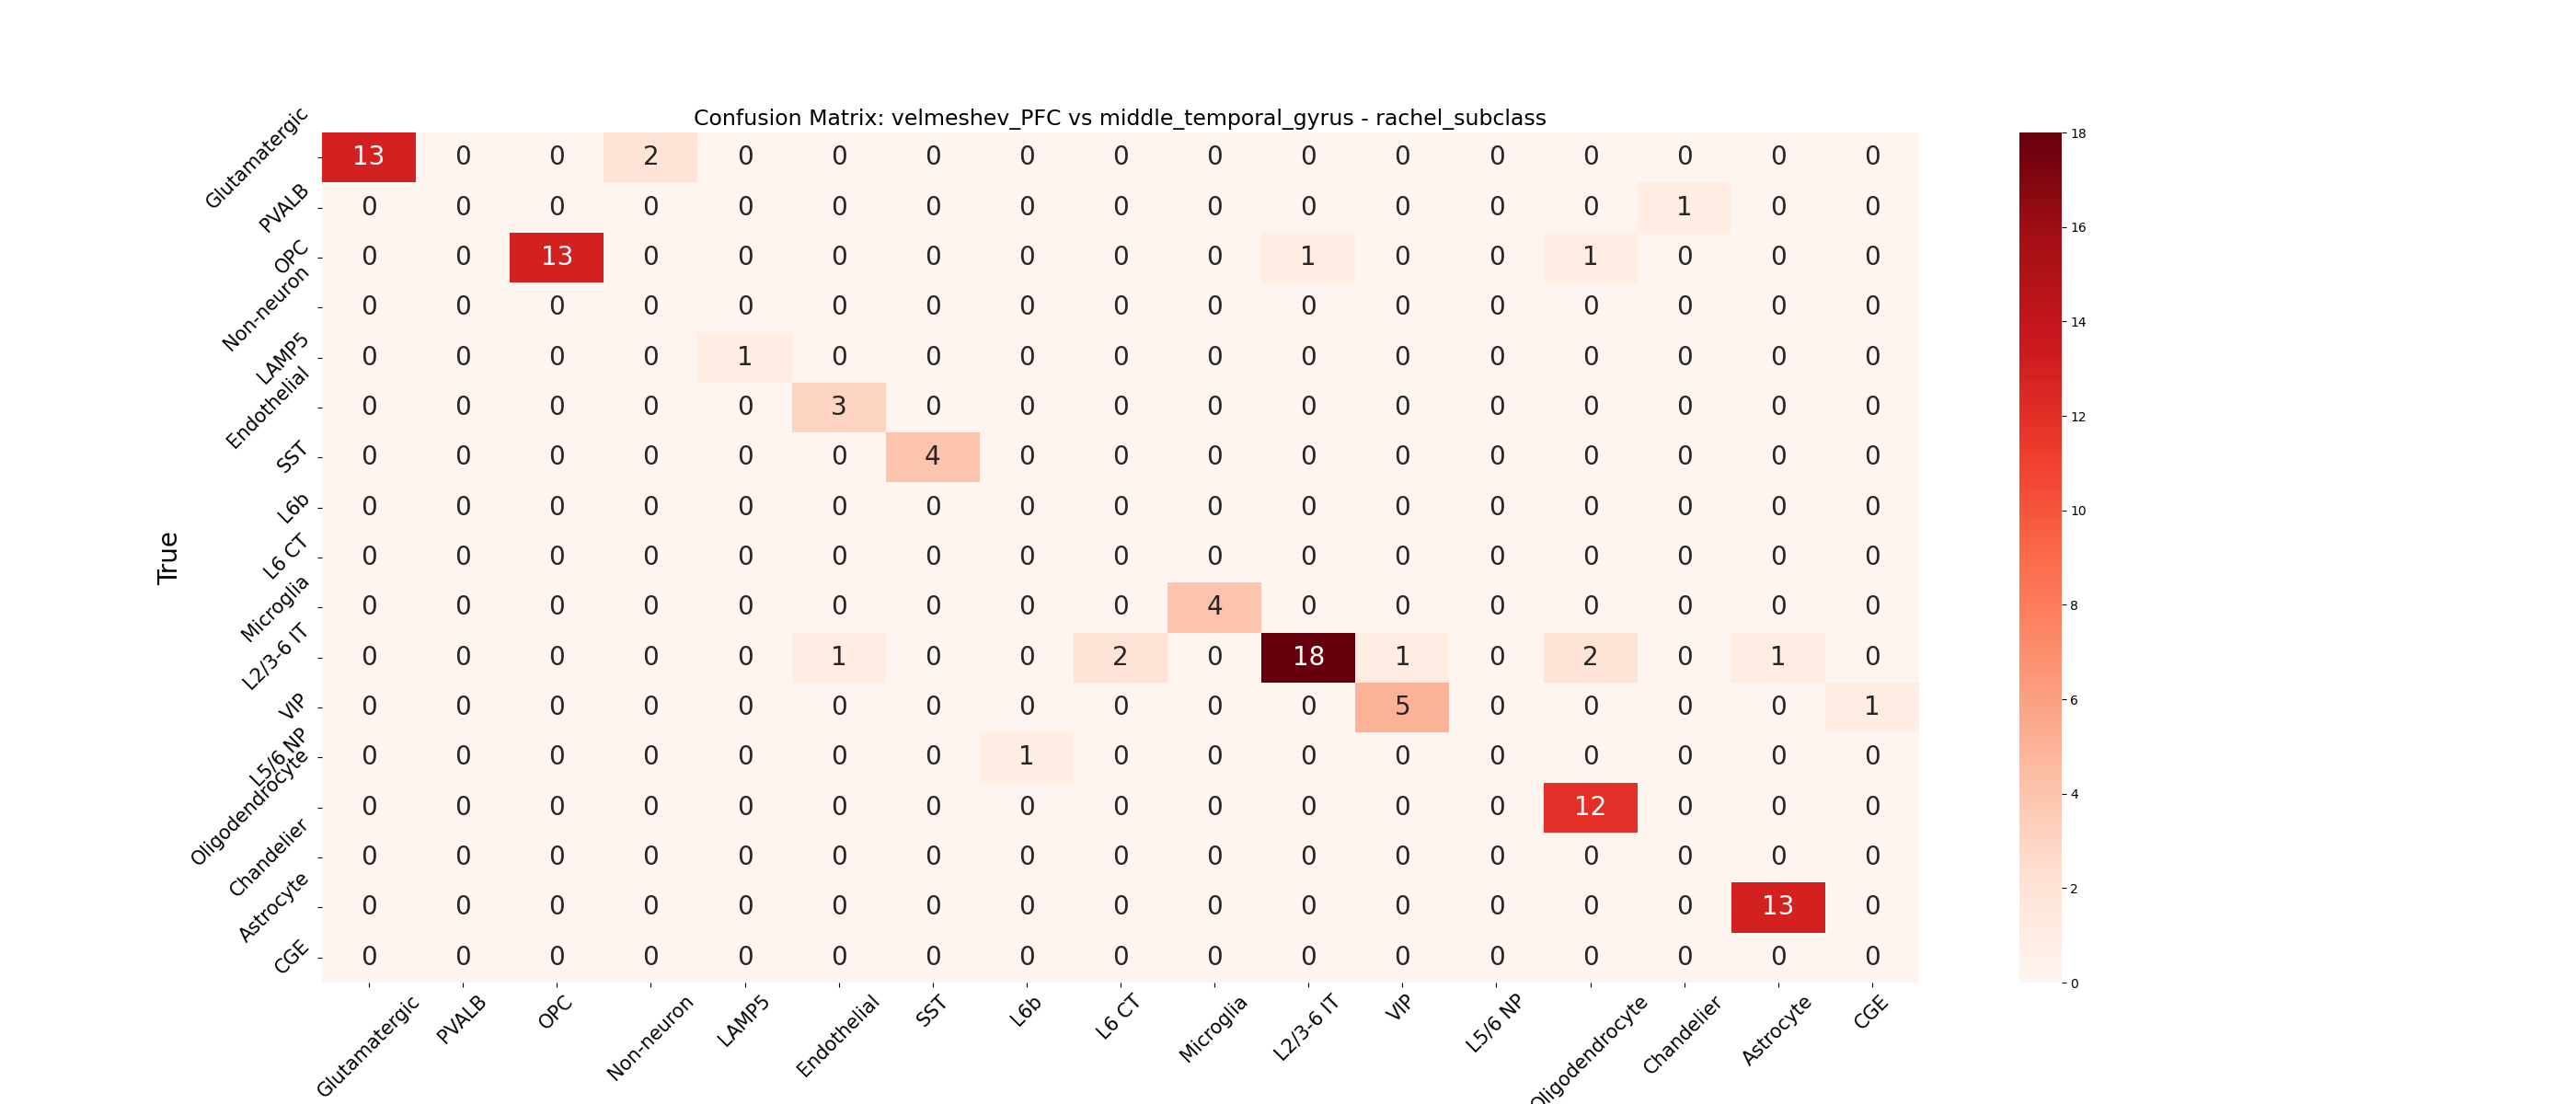 Confusion Matrix: velmeshev_PFC vs middle_temporal_gyrus - rachel_subclass
True
Glutamatergic 13 0 0 2 0 0 0 0 0 0 0 0 0 0 0 0 0
PVALB 0 0 0 0 0 0 0 0 0 0 0 0 0 0 1 0 0
OPC 0 0 13 0 0 0 0 0 0 0 1 0 0 1 0 0 0
Non-neuron 0 0 0 0 0 0 0 0 0 0 0 0 0 0 0 0 0
LAMP5 0 0 0 0 1 0 0 0 0 0 0 0 0 0 0 0 0
Endothelial 0 0 0 0 0 3 0 0 0 0 0 0 0 0 0 0 0
SST 0 0 0 0 0 0 4 0 0 0 0 0 0 0 0 0 0
L6b 0 0 0 0 0 0 0 0 0 0 0 0 0 0 0 0 0
L6 CT 0 0 0 0 0 0 0 0 0 0 0 0 0 0 0 0 0
Microglia 0 0 0 0 0 0 0 0 0 4 0 0 0 0 0 0 0
L2/3-6 IT 0 0 0 0 0 1 0 0 2 0 18 1 0 2 0 1 0
VIP 0 0 0 0 0 0 0 0 0 0 0 5 0 0 0 0 1
L5/6 NP 0 0 0 0 0 0 0 1 0 0 0 0 0 0 0 0 0
Oligodendrocyte 0 0 0 0 0 0 0 0 0 0 0 0 0 12 0 0 0
Chandelier 0 0 0 0 0 0 0 0 0 0 0 0 0 0 0 0 0
Astrocyte 0 0 0 0 0 0 0 0 0 0 0 0 0 0 0 13 0
CGE 0 0 0 0 0 0 0 0 0 0 0 0 0 0 0 0 0
Glutamatergic PVALB OPC Non-neuron LAMP5 Endothelial SST L6b L6 CT Microglia L2/3-6 IT VIP L5/6 NP Oligodendrocyte Chandelier Astrocyte CGE
18
16
14
12
10
8
6
4
2
0